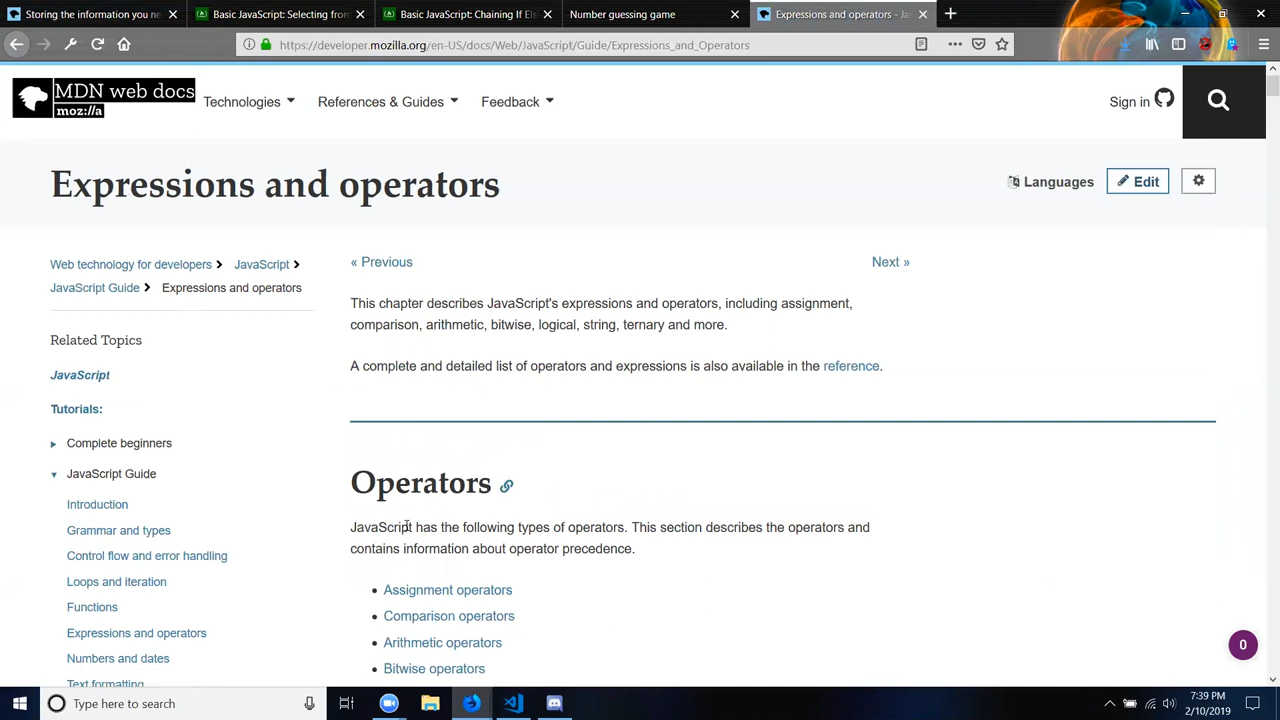 Storing the information you ne
Basic JavaScript: Selecting from
Basic JavaScript: Chaining If Els
Number guessing game
Expressions and operators - Ja
https://developer.mozilla.org/en-US/docs/Web/JavaScript/Guide/Expressions_and_Operators
MDN web docs
moz://a
Technologies
References & Guides
Feedback
Sign in
Expressions and operators
Languages
Edit
Web technology for developers
JavaScript
JavaScript Guide
Expressions and operators
« Previous
Next »
This chapter describes JavaScript's expressions and operators, including assignment,
comparison, arithmetic, bitwise, logical, string, ternary and more.
A complete and detailed list of operators and expressions is also available in the reference.
Related Topics
JavaScript
Tutorials:
Complete beginners
JavaScript Guide
Introduction
Grammar and types
Control flow and error handling
Loops and iteration
Functions
Expressions and operators
Numbers and dates
Text formatting
Operators
JavaScript has the following types of operators. This section describes the operators and
contains information about operator precedence.
Assignment operators
Comparison operators
Arithmetic operators
Bitwise operators
0
Type here to search
7:39 PM
2/10/2019